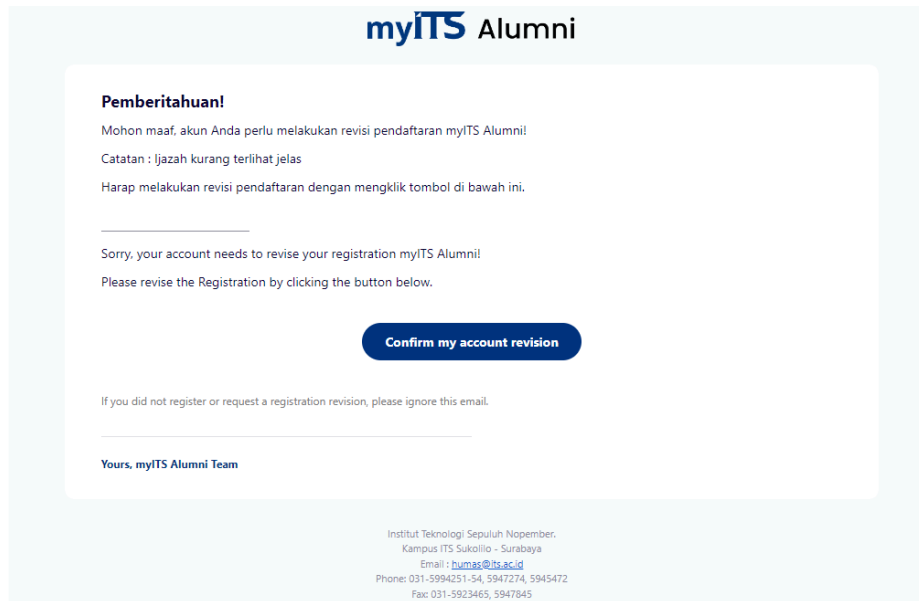 myITS Alumni
Pemberitahuan!
Mohon maaf, akun Anda perlu melakukan revisi pendaftaran myITS Alumni!
Catatan : Ijazah kurang terlihat jelas
Harap melakukan revisi pendaftaran dengan mengklik tombol di bawah ini.
Sorry, your account needs to revise your registration myITS Alumni!
Please revise the Registration by clicking the button below.
Confirm my account revision
If you did not register or request a registration revision, please ignore this email.
Yours, myITS Alumni Team
Institut Teknologi Sepuluh Nopember.
Kampus ITS Sukolilo - Surabaya
Email : humas@its.ac.id
Phone: 031-5994251-54, 5947274, 5945472
Fax: 031-5923465, 5947845